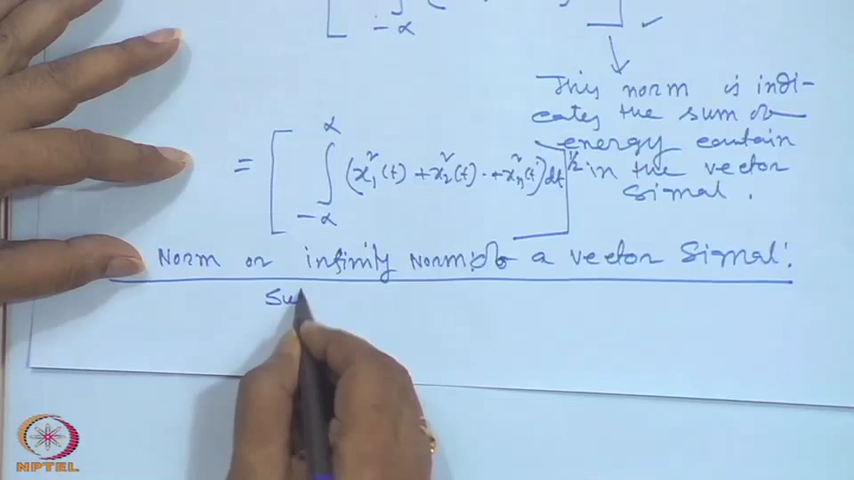 -α
This norm is indi-
cates the sum of
energy contain
in the vector
signal.
α
= [ ∫ (x₁²(t) + x₂²(t) · + xₙ²(t)) dt ]^1/2
-α
Norm or infinity Norm: of a vector Signal:
Su
NPTEL